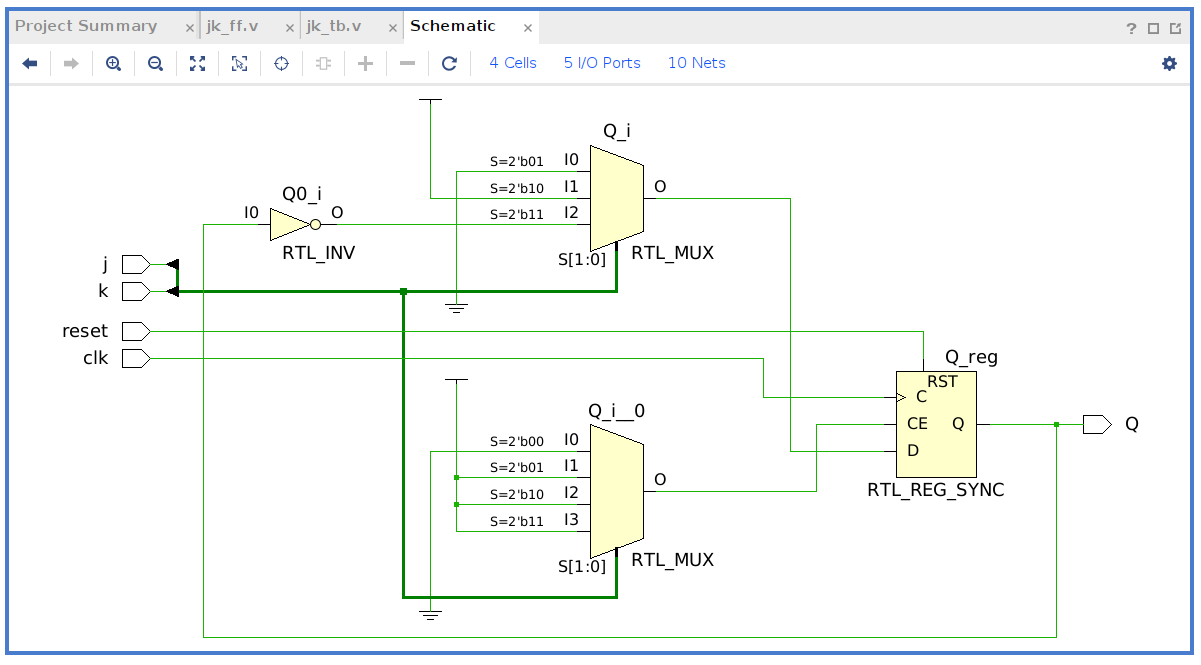 Project Summary × jk_ff.v × jk_tb.v × Schematic × ?
4 Cells 5 I/O Ports 10 Nets
Q_i
S=2'b01 I0
S=2'b10 I1
S=2'b11 I2
O
S[1:0]
RTL_MUX
Q0_i
I0 O
RTL_INV
j
k
reset
clk
Q_i__0
S=2'b00 I0
S=2'b01 I1
S=2'b10 I2
S=2'b11 I3
O
S[1:0]
RTL_MUX
Q_reg
RST
C
CE Q
D
RTL_REG_SYNC
Q